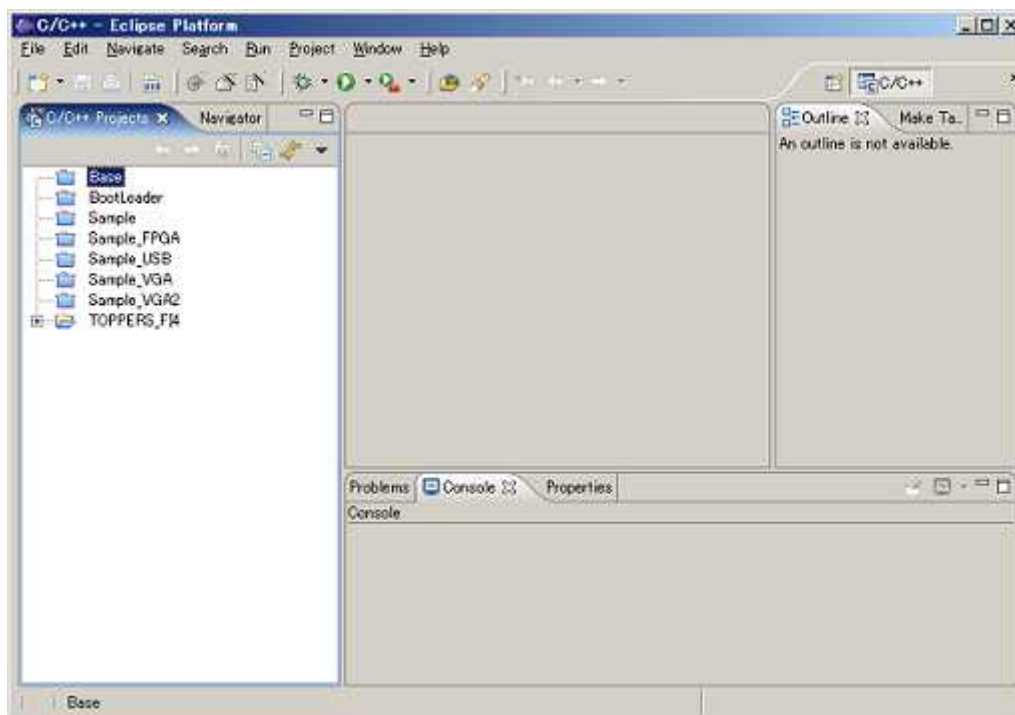 C/C++ - Eclipse Platform
File Edit Navigate Search Run Project Window Help
C/C++
C/C++ Projects Navigator
Outline Make Ta..
An outline is not available.
Base
BootLoader
Sample
Sample_FPGA
Sample_USB
Sample_VGA
Sample_VGA2
Problems Console Properties
Console
Base